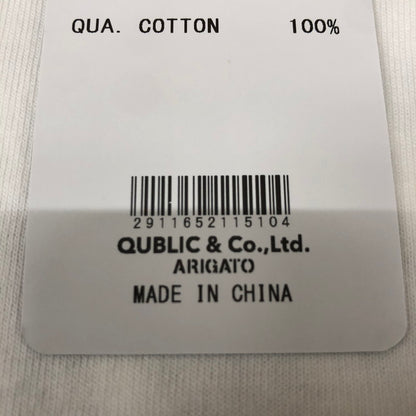 QUA. COTTON 100%
2911652115104
QUBLIC & Co.,Ltd.
ARIGATO
MADE IN CHINA